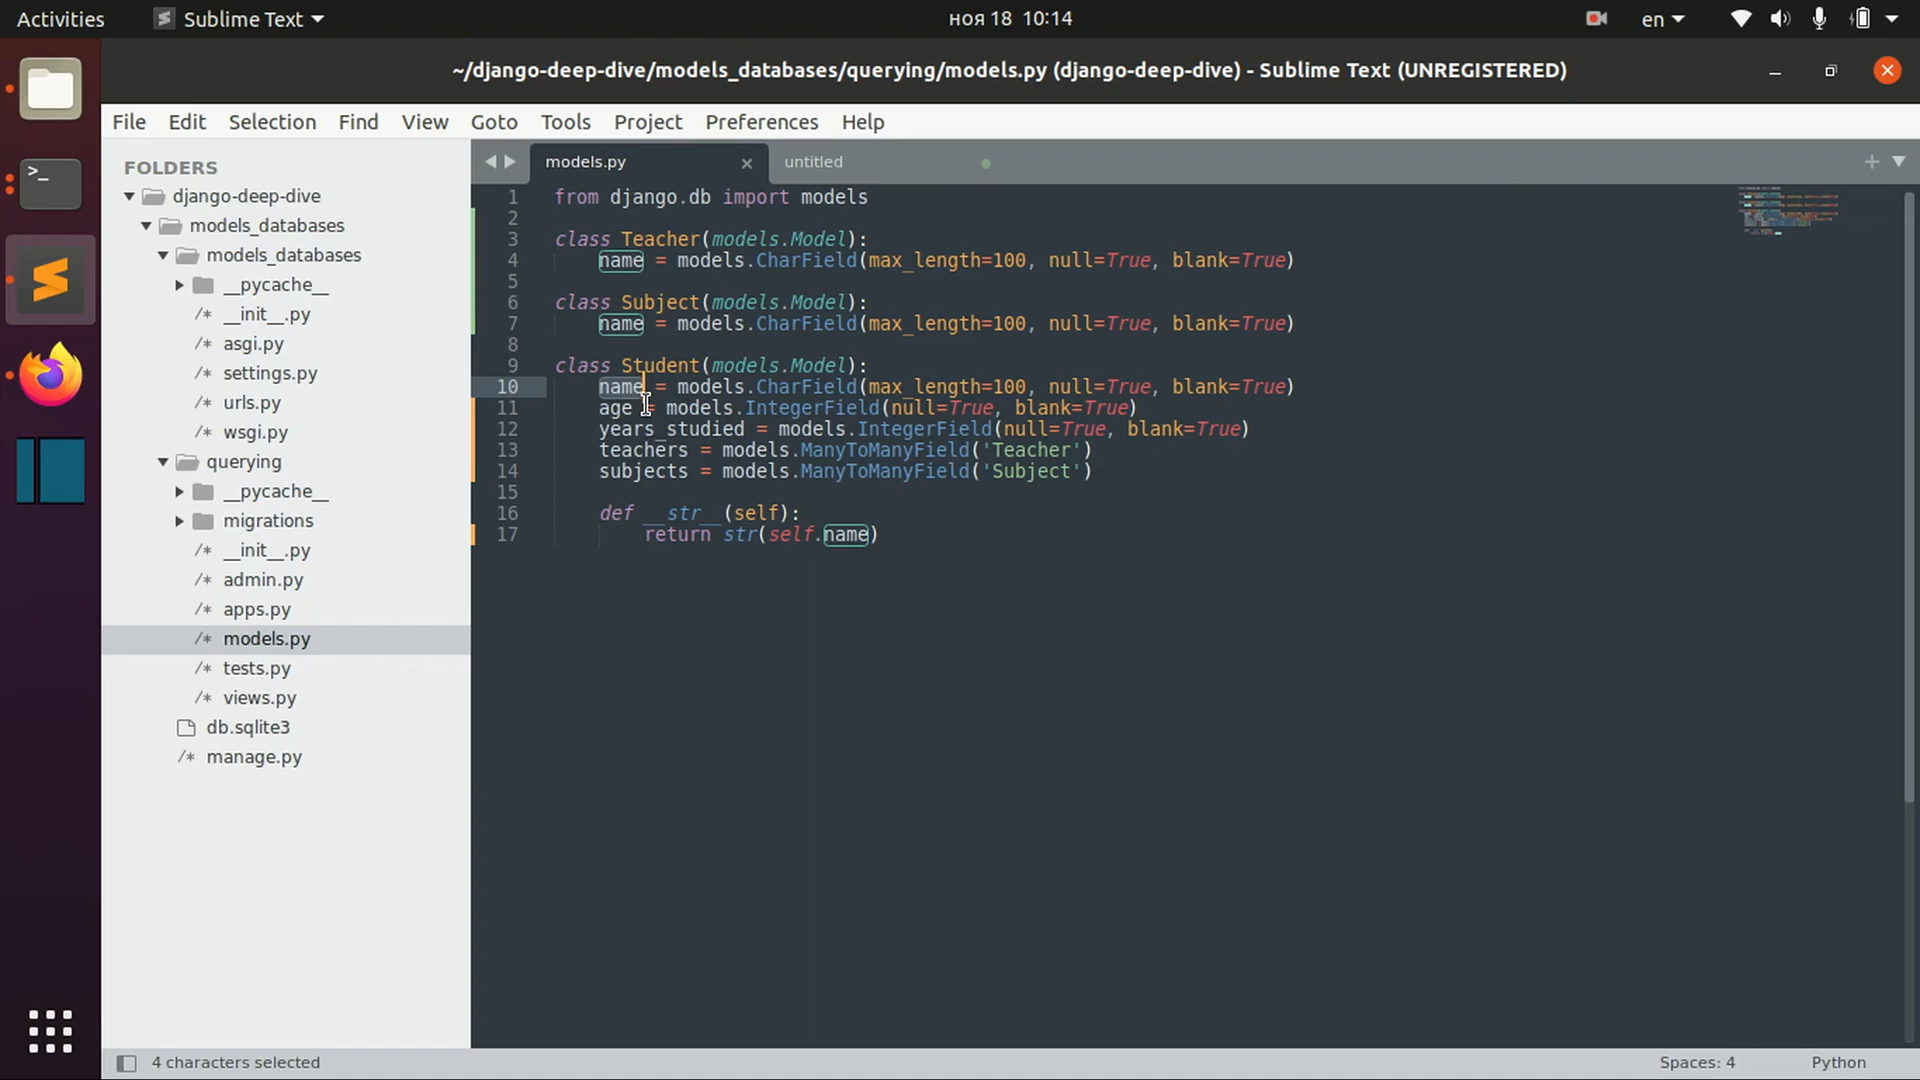 Activities
Sublime Text
ноя 18 10:14
en
~/django-deep-dive/models_databases/querying/models.py (django-deep-dive) - Sublime Text (UNREGISTERED)
File Edit Selection Find View Goto Tools Project Preferences Help
FOLDERS
django-deep-dive
models_databases
models_databases
__pycache__
/* __init__.py
/* asgi.py
/* settings.py
/* urls.py
/* wsgi.py
querying
__pycache__
migrations
/* __init__.py
/* admin.py
/* apps.py
/* models.py
/* tests.py
/* views.py
db.sqlite3
/* manage.py
models.py
untitled
1 from django.db import models
2
3 class Teacher(models.Model):
4 name = models.CharField(max_length=100, null=True, blank=True)
5
6 class Subject(models.Model):
7 name = models.CharField(max_length=100, null=True, blank=True)
8
9 class Student(models.Model):
10 name = models.CharField(max_length=100, null=True, blank=True)
11 age = models.IntegerField(null=True, blank=True)
12 years_studied = models.IntegerField(null=True, blank=True)
13 teachers = models.ManyToManyField('Teacher')
14 subjects = models.ManyToManyField('Subject')
15
16 def __str__(self):
17 return str(self.name)
4 characters selected
Spaces: 4
Python